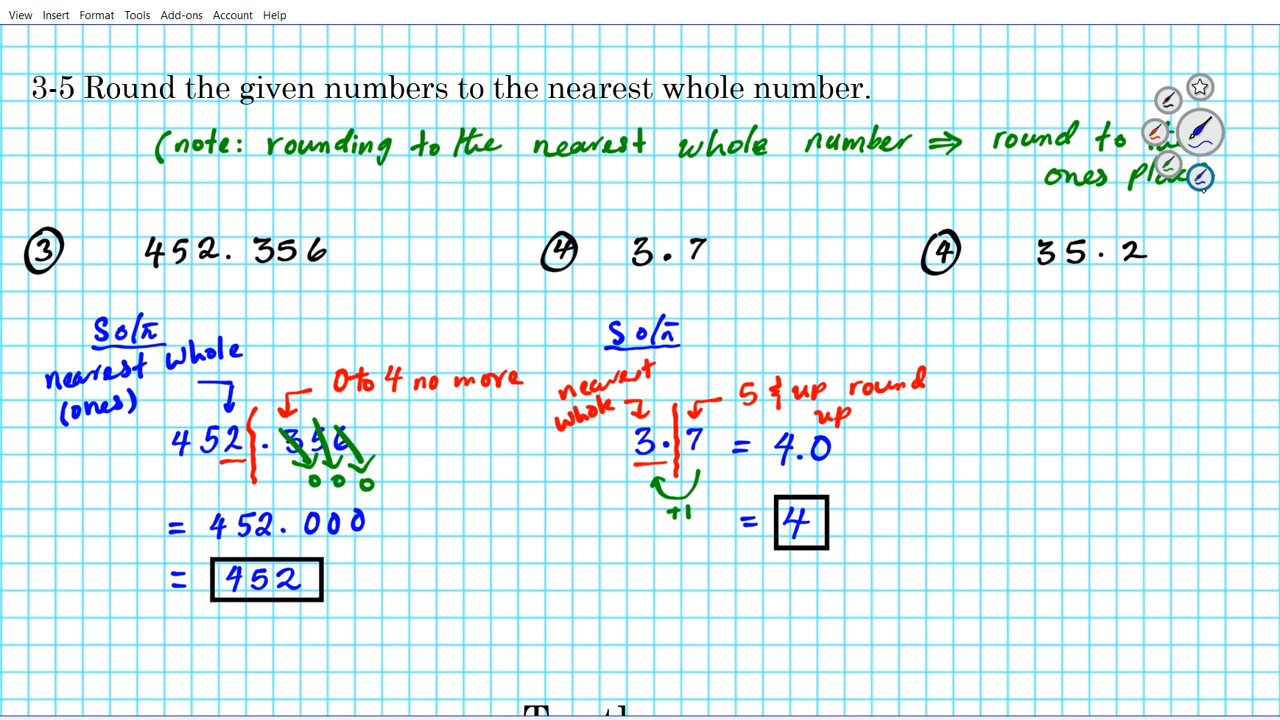 View Insert Format Tools Add-ons Account Help
3-5 Round the given numbers to the nearest whole number.
(note: rounding to the nearest whole number ⇒ round to
ones
③ 452.356
④ 3.7
④ 35.2
Sol<u>n</u>
nearest whole
(ones)
0 to 4 no more
452.356
0 0 0
= 452.000
= 452
Sol<u>n</u>
nearest
whole
5 & up round
up
3.7 = 4.0
+1
= 4